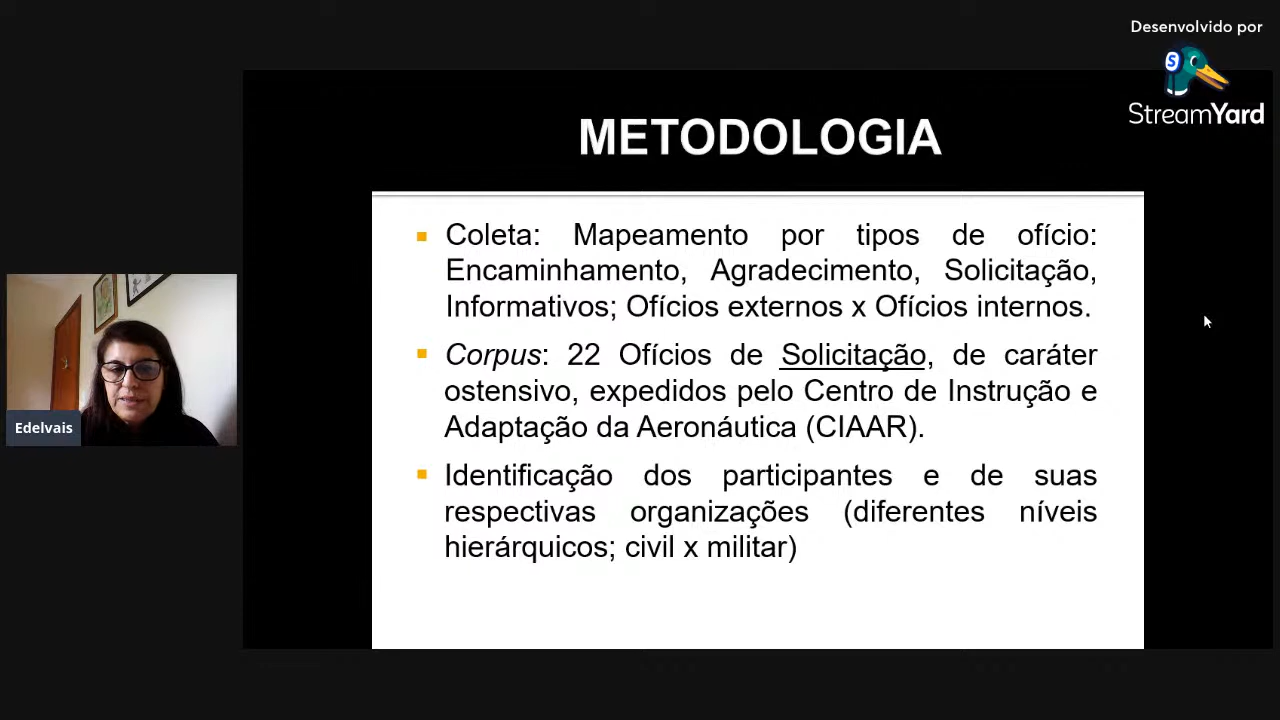 Desenvolvido por
StreamYard
METODOLOGIA
Coleta: Mapeamento por tipos de ofício:
Encaminhamento, Agradecimento, Solicitação,
Informativos; Ofícios externos x Ofícios internos.
Corpus: 22 Ofícios de Solicitação, de caráter
ostensivo, expedidos pelo Centro de Instrução e
Adaptação da Aeronáutica (CIAAR).
Identificação dos participantes e de suas
respectivas organizações (diferentes níveis
hierárquicos; civil x militar)
Edelvais